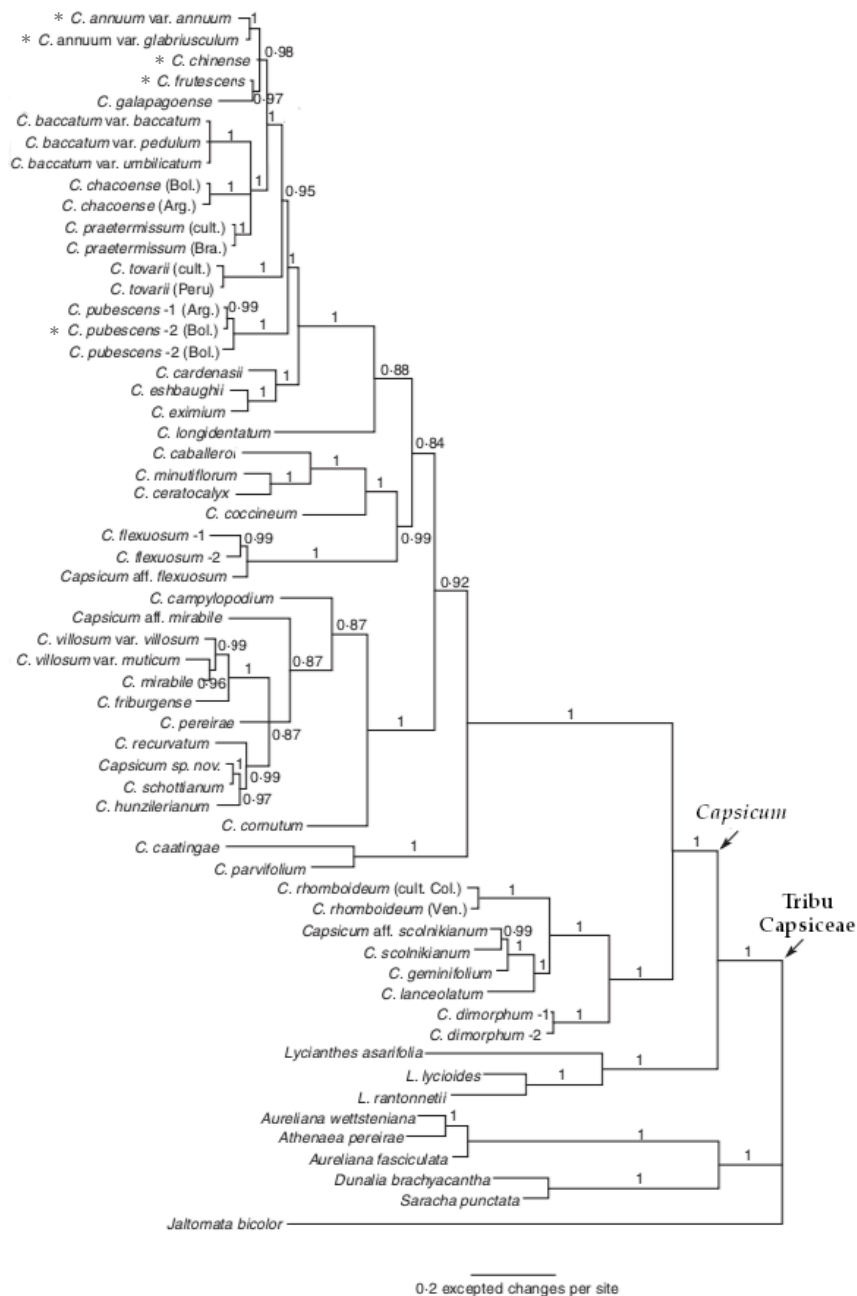 * C. annuum var. annuum
1
* C. annuum var. glabriusculum
0·98
* C. chinense
* C. frutescens
0·97
C. galapagoense
C. baccatum var. baccatum
1
1
C. baccatum var. pedulum
C. baccatum var. umbilicatum
C. chacoense (Bol.)
1
1
0·95
C. chacoense (Arg.)
C. praetermissum (cult.)
1
C. praetermissum (Bra.)
C. tovarii (cult.)
1
1
C. tovarii (Peru)
C. pubescens -1 (Arg.)
0·99
* C. pubescens -2 (Bol.)
1
1
C. pubescens -2 (Bol.)
C. cardenasii
1
0·88
C. eshbaughii
1
C. eximium
C. longidentatum
0·84
C. caballeroi
1
C. minutiflorum
1
1
C. ceratocalyx
C. coccineum
C. flexuosum -1
0·99
0·99
C. flexuosum -2
1
Capsicum aff. flexuosum
0·92
C. campylopodium
Capsicum aff. mirabile
0·87
C. villosum var. villosum
0·99
C. villosum var. muticum
1
0·87
C. mirabile
0·96
C. friburgense
C. pereirae
1
1
0·87
C. recurvatum
Capsicum sp. nov.
1
0·99
C. schottianum
C. hunzilerianum
0·97
Capsicum
C. cornutum
C. caatingae
1
1
C. parvifolium
C. rhomboideum (cult. Col.)
1
C. rhomboideum (Ven.)
Tribu
Capsiceae
Capsicum aff. scolnikianum
0·99
1
C. scolnikianum
1
1
C. geminifolium
1
1
C. lanceolatum
C. dimorphum -1
1
C. dimorphum -2
Lycianthes asarifolia
1
L. lycioides
1
L. rantonnetii
Aureliana wettsteniana
1
Athenaea pereirae
1
Aureliana fasciculata
1
Dunalia brachyacantha
1
Saracha punctata
Jaltomata bicolor
0·2 excepted changes per site